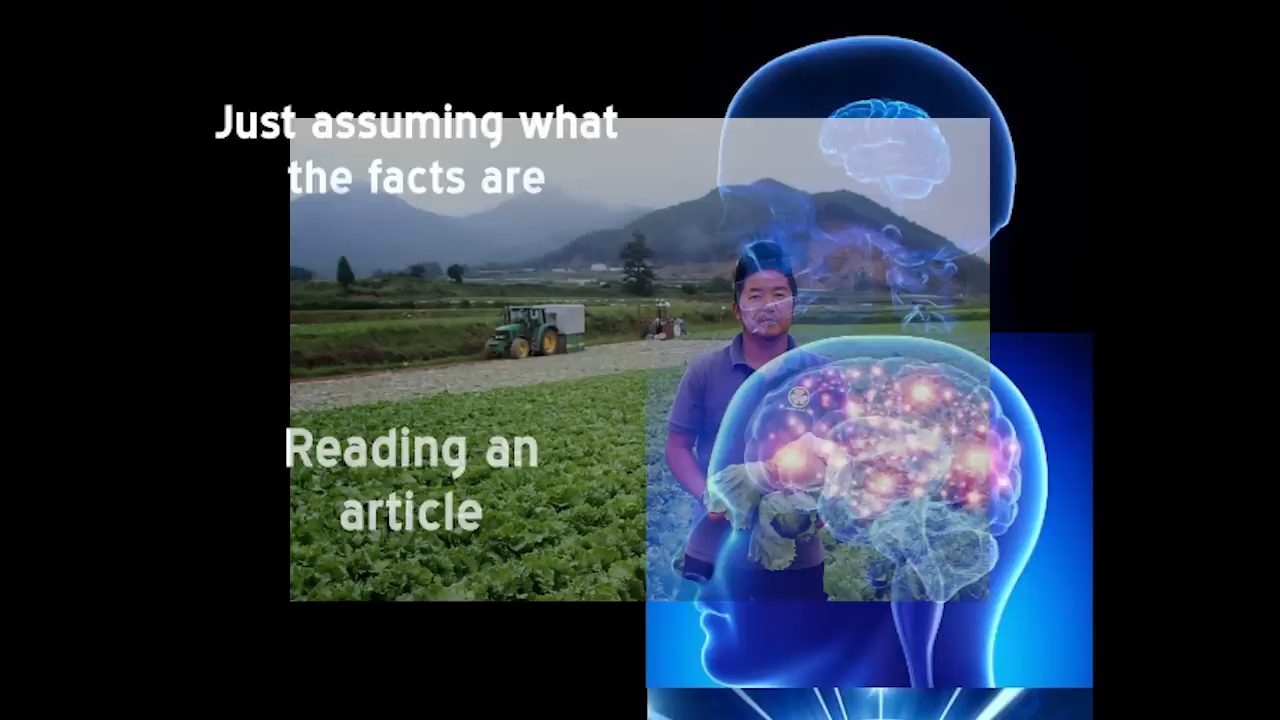 Just assuming what
the facts are
Reading an
article